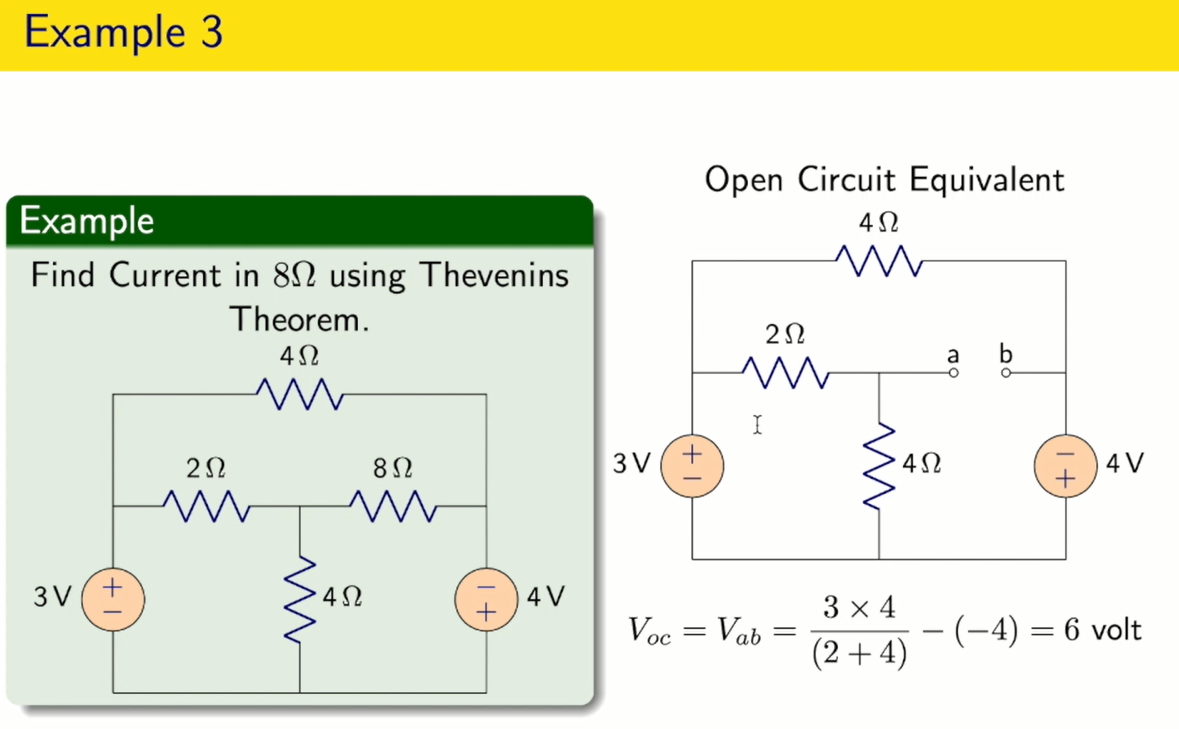 Example 3
Example
Find Current in 8Ω using Thevenins
Theorem.
4Ω
2Ω
8Ω
3V
+
−
4Ω
−
+
4V
Open Circuit Equivalent
4Ω
2Ω
a
b
3V
+
−
4Ω
−
+
4V
V_oc = V_ab = \frac{3 × 4}{(2 + 4)} − (−4) = 6 volt